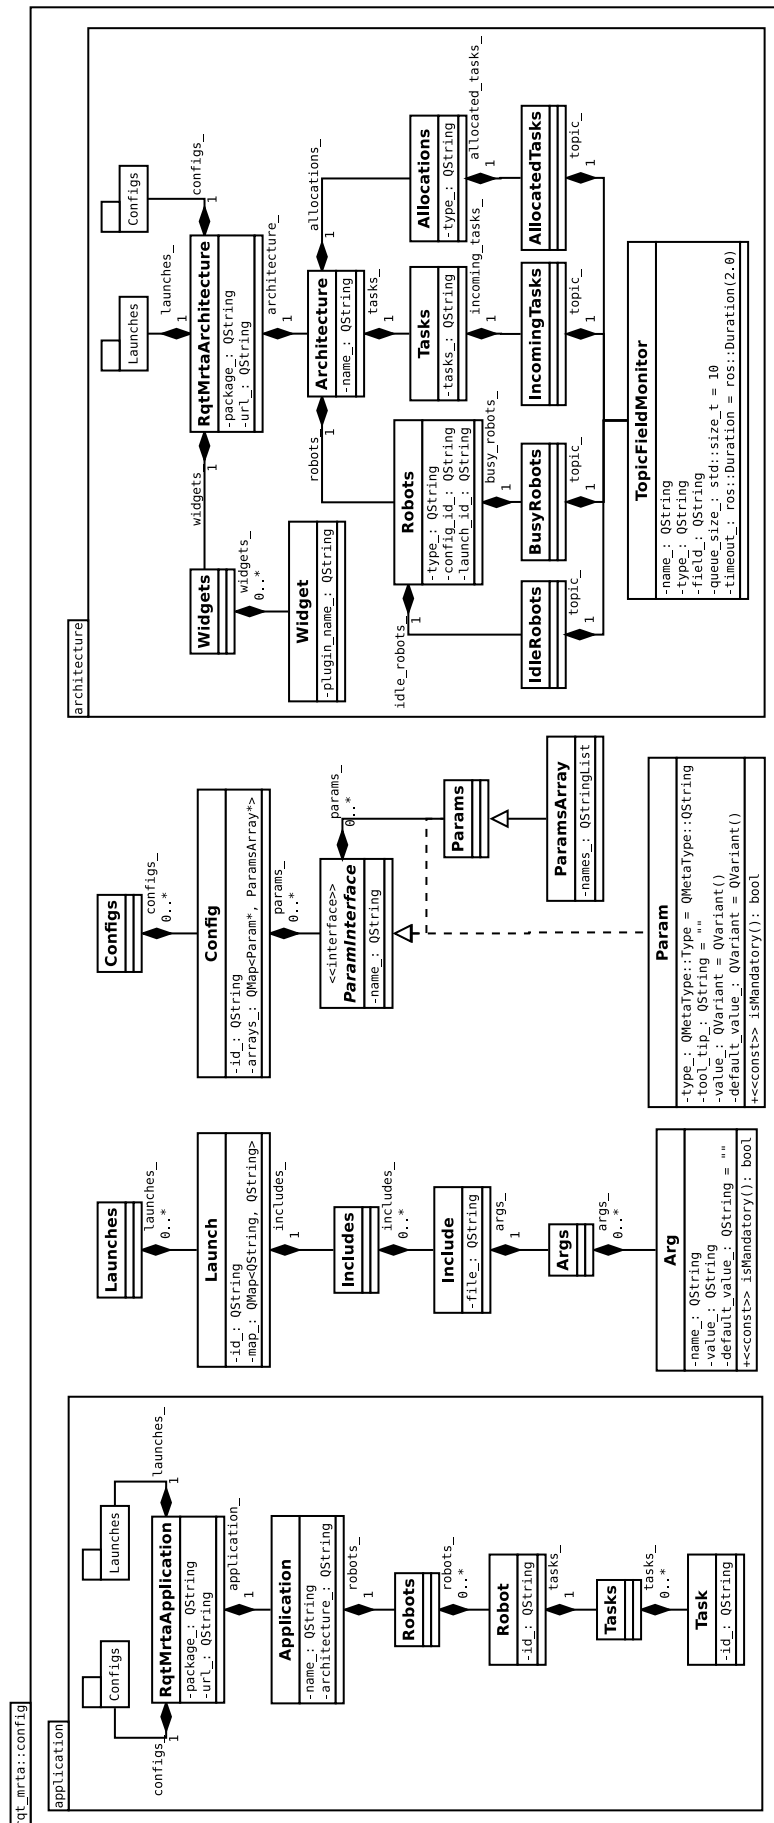 rqt_mrta::config
application
Configs
Launches
configs_
1
launches_
1
RqtMrtaApplication
-package_: QString
-url_: QString
application_
1
Application
-name_: QString
-architecture_: QString
robots_
1
Robots
robots_
0..*
Robot
-id_: QString
tasks_
1
Tasks
tasks_
0..*
Task
-id_: QString
Launches
launches_
0..*
Launch
-id_: QString
-map_: QMap<QString, QString>
includes_
1
Includes
includes_
0..*
Include
-file_: QString
args_
1
Args
args_
0..*
Arg
-name_: QString
-value_: QString
-default_value_: QString = ""
+<<const>> isMandatory(): bool
Configs
configs_
0..*
Config
-id_: QString
-arrays_: QMap<Param*, ParamsArray*>
params_
0..*
<<interface>>
ParamInterface
-name_: QString
params_
0..*
Params
ParamsArray
-names_: QStringList
Param
-type_: QMetaType::Type = QMetaType::QString
-tool_tip_: QString = ""
-value_: QVariant = QVariant()
-default_value_: QVariant = QVariant()
+<<const>> isMandatory(): bool
architecture
Launches
Configs
launches_
1
configs_
1
widgets_
1
RqtMrtaArchitecture
-package_: QString
-url_: QString
architecture_
1
Widgets
widgets_
0..*
Widget
-plugin_name_: QString
Architecture
-name_: QString
robots_
1
tasks_
1
allocations_
1
Robots
-type_: QString
-config_id_: QString
-launch_id_: QString
Tasks
-tasks_: QString
Allocations
-type_: QString
idle_robots_
1
busy_robots_
1
incoming_tasks_
1
allocated_tasks_
1
IdleRobots
BusyRobots
IncomingTasks
AllocatedTasks
topic_
1
topic_
1
topic_
1
topic_
1
TopicFieldMonitor
-name_: QString
-type_: QString
-field_: QString
-queue_size_: std::size_t = 10
-timeout_: ros::Duration = ros::Duration(2.0)